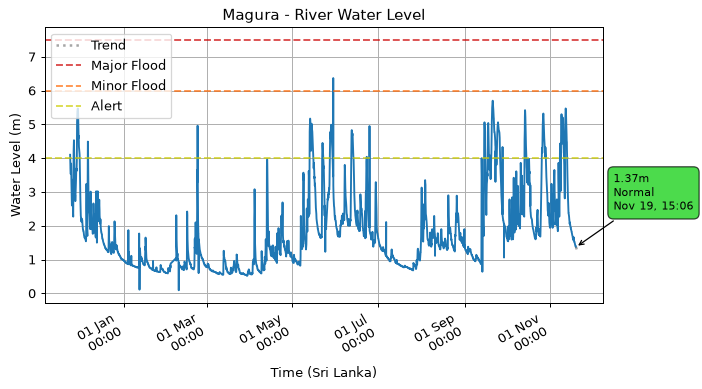 Magura - River Water Level
Trend
Major Flood
Minor Flood
Alert
Water Level (m)
7
6
5
4
3
2
1
0
1.37m
Normal
Nov 19, 15:06
01 Jan
00:00
01 Mar
00:00
01 May
00:00
01 Jul
00:00
01 Sep
00:00
01 Nov
00:00
Time (Sri Lanka)